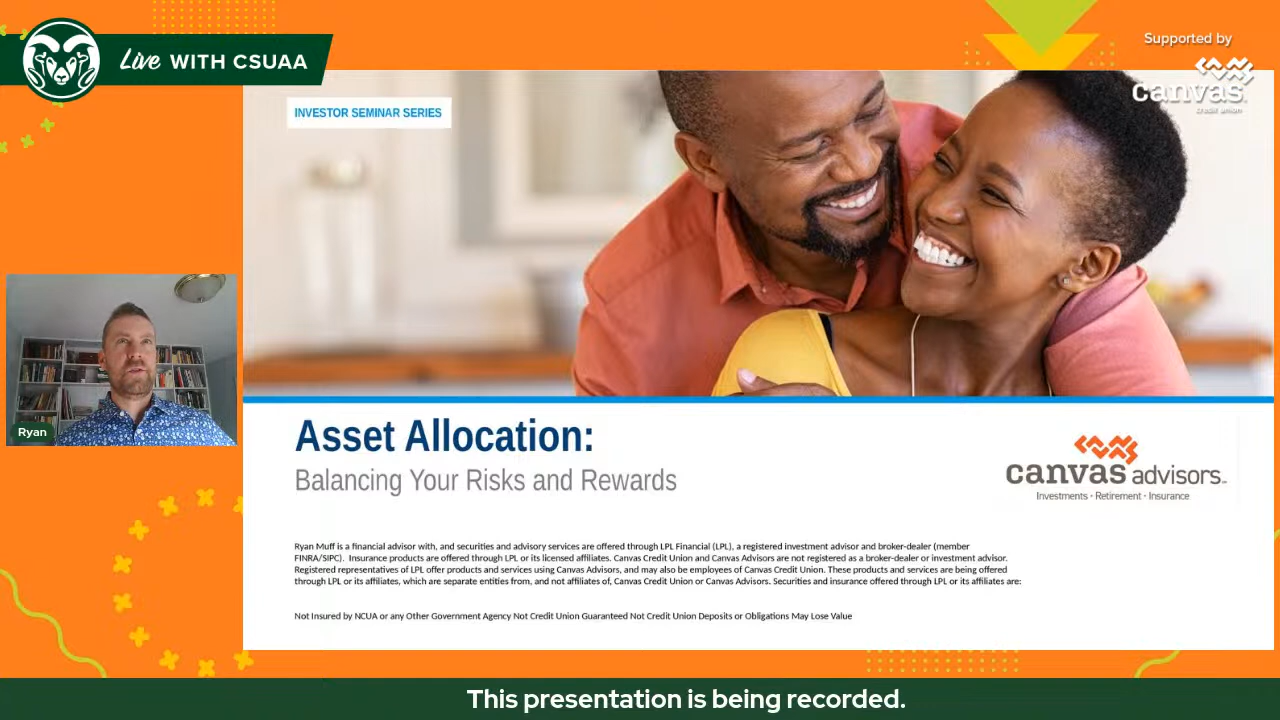 Live WITH CSUAA
Supported by
canvas
credit union
INVESTOR SEMINAR SERIES
Ryan
Asset Allocation:
Balancing Your Risks and Rewards
canvas advisors
Investments • Retirement • Insurance
Ryan Muff is a financial advisor with, and securities and advisory services are offered through LPL Financial (LPL), a registered investment advisor and broker-dealer (member
FINRA/SIPC). Insurance products are offered through LPL or its licensed affiliates. Canvas Credit Union and Canvas Advisors are not registered as a broker-dealer or investment advisor.
Registered representatives of LPL offer products and services using Canvas Advisors, and may also be employees of Canvas Credit Union. These products and services are being offered
through LPL or its affiliates, which are separate entities from, and not affiliates of, Canvas Credit Union or Canvas Advisors. Securities and insurance offered through LPL or its affiliates are:
Not Insured by NCUA or any Other Government Agency Not Credit Union Guaranteed Not Credit Union Deposits or Obligations May Lose Value
This presentation is being recorded.